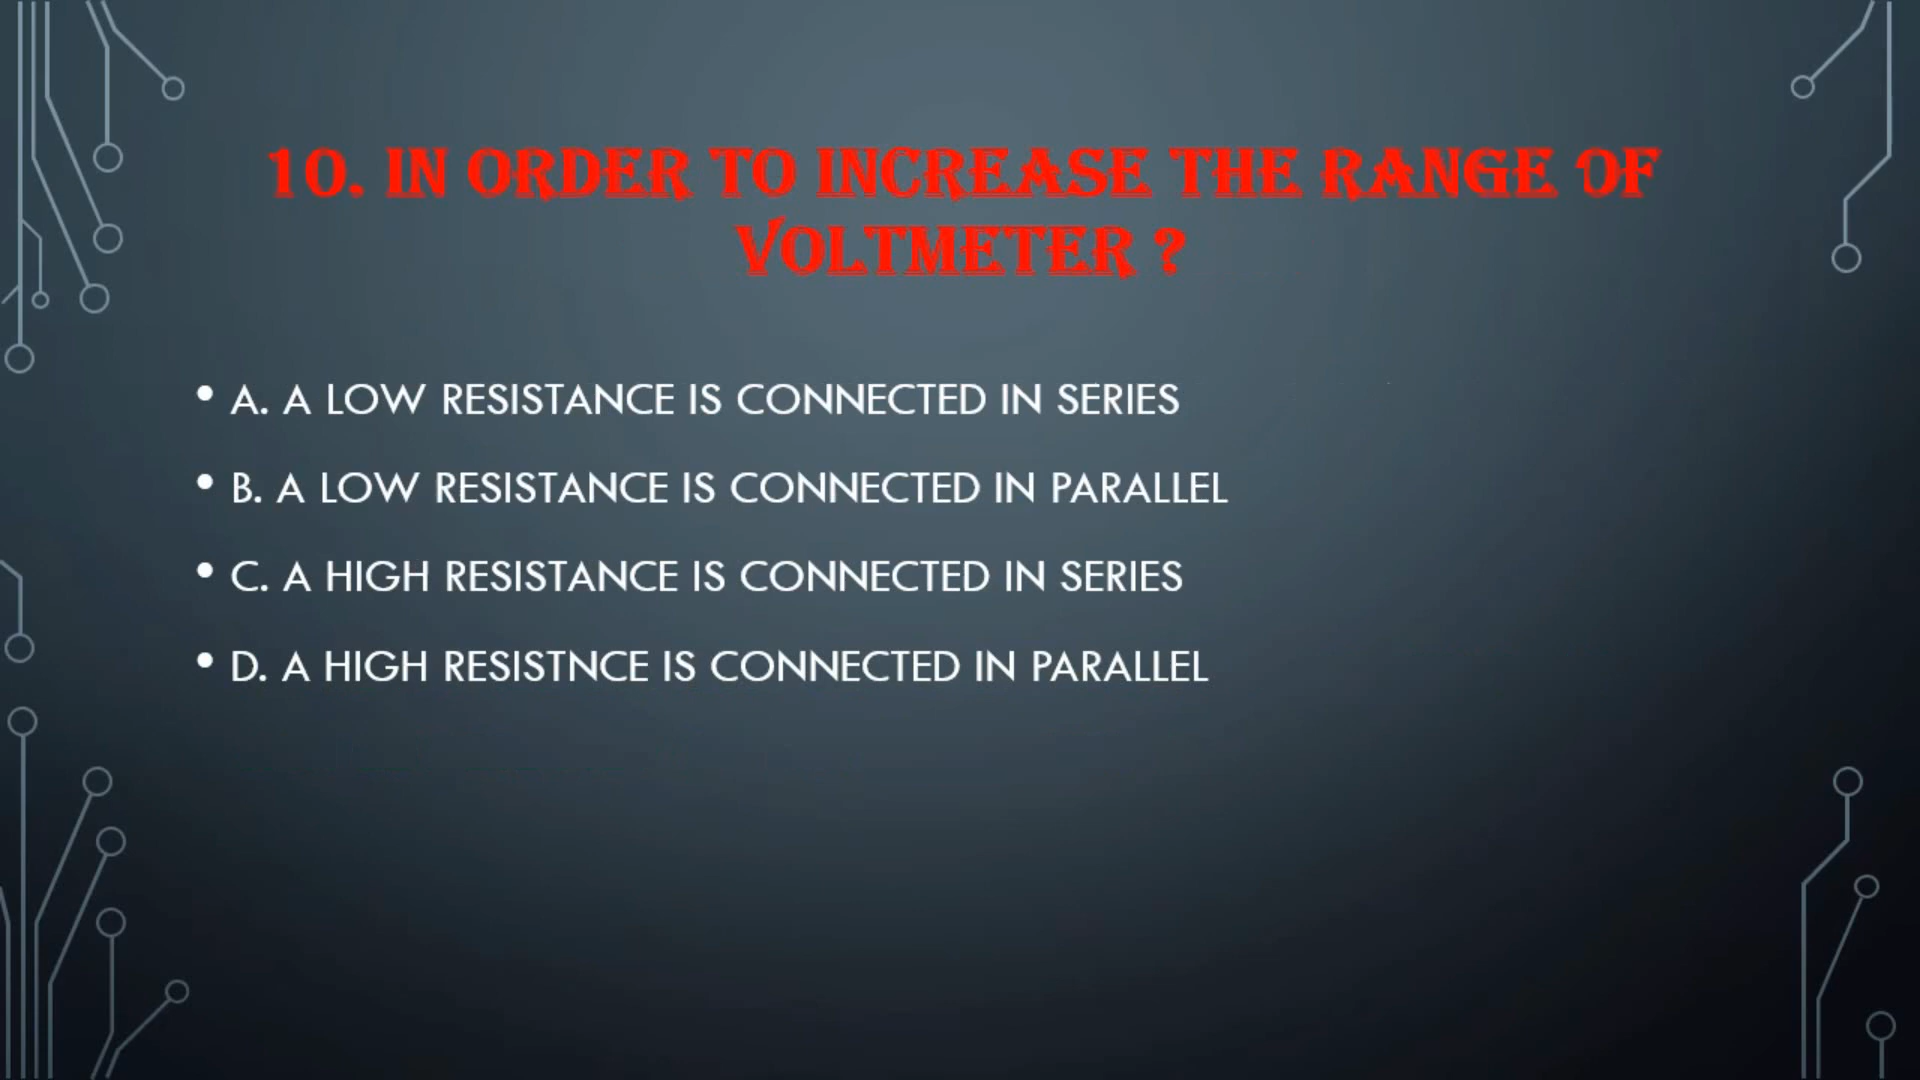 10. IN ORDER TO INCREASE THE RANGE OF
VOLTMETER ?
• A. A LOW RESISTANCE IS CONNECTED IN SERIES
• B. A LOW RESISTANCE IS CONNECTED IN PARALLEL
• C. A HIGH RESISTANCE IS CONNECTED IN SERIES
• D. A HIGH RESISTNCE IS CONNECTED IN PARALLEL